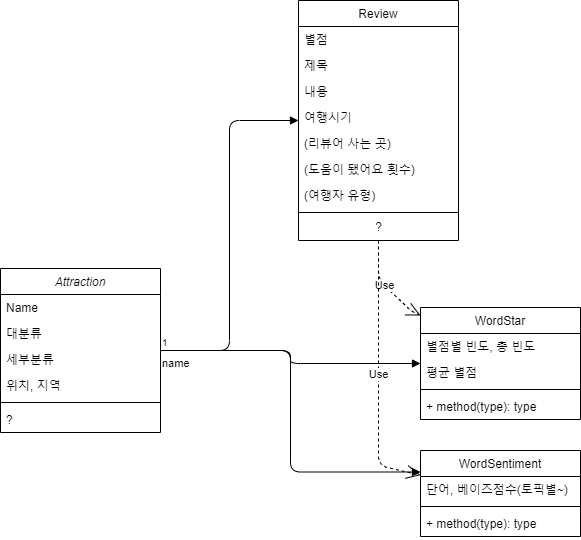 Review
별점
제목
내용
여행시기
(리뷰어 사는 곳)
(도움이 됐어요 횟수)
(여행자 유형)
?
Attraction
Name
대분류
세부분류
위치, 지역
?
1
name
Use
Use
WordStar
별점별 빈도, 총 빈도
평균 별점
+ method(type): type
WordSentiment
단어, 베이즈점수(토픽별~)
+ method(type): type